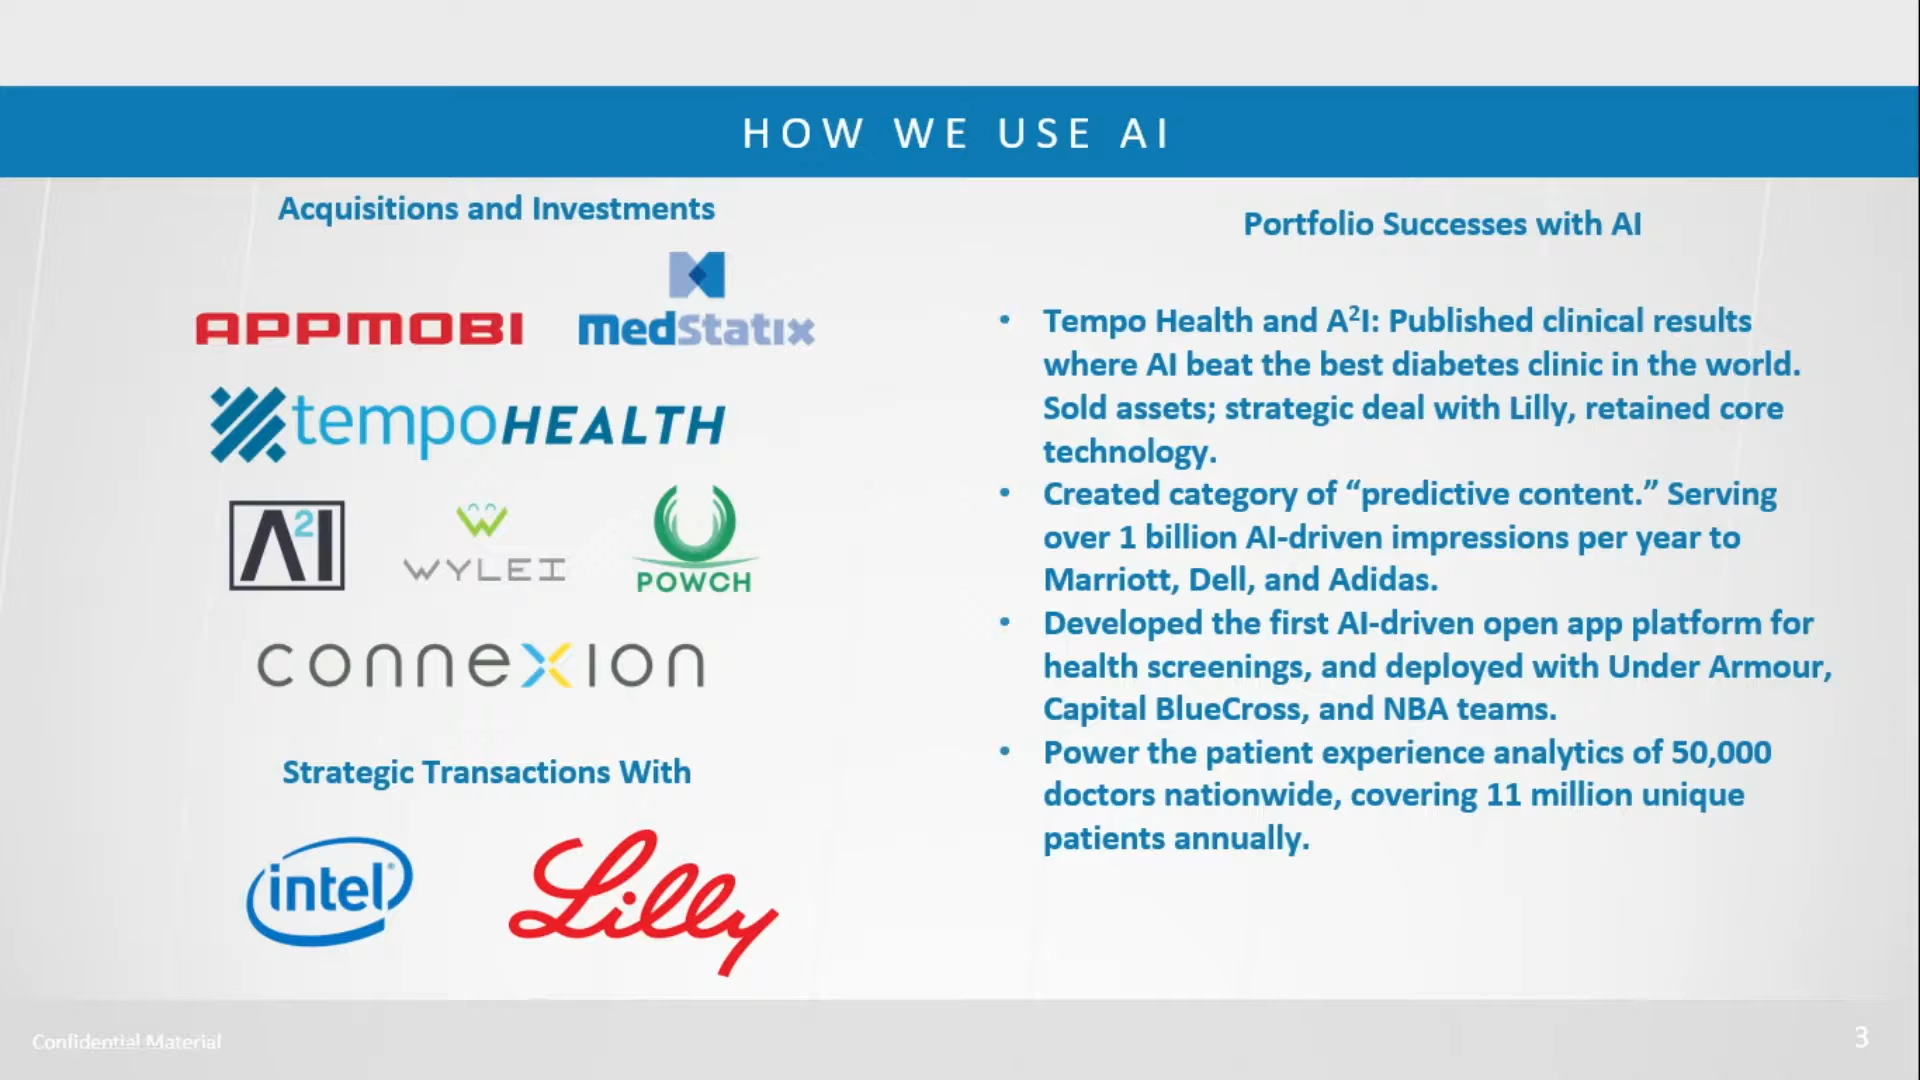 HOW WE USE AI
Acquisitions and Investments
APPMOBI
medStatix
tempoHEALTH
A²I
WYLEI
POWCH
connexion
Strategic Transactions With
intel
Lilly
Portfolio Successes with AI
• Tempo Health and A²I: Published clinical results
where AI beat the best diabetes clinic in the world.
Sold assets; strategic deal with Lilly, retained core
technology.
• Created category of “predictive content.” Serving
over 1 billion AI-driven impressions per year to
Marriott, Dell, and Adidas.
• Developed the first AI-driven open app platform for
health screenings, and deployed with Under Armour,
Capital BlueCross, and NBA teams.
• Power the patient experience analytics of 50,000
doctors nationwide, covering 11 million unique
patients annually.
Confidential Material
3